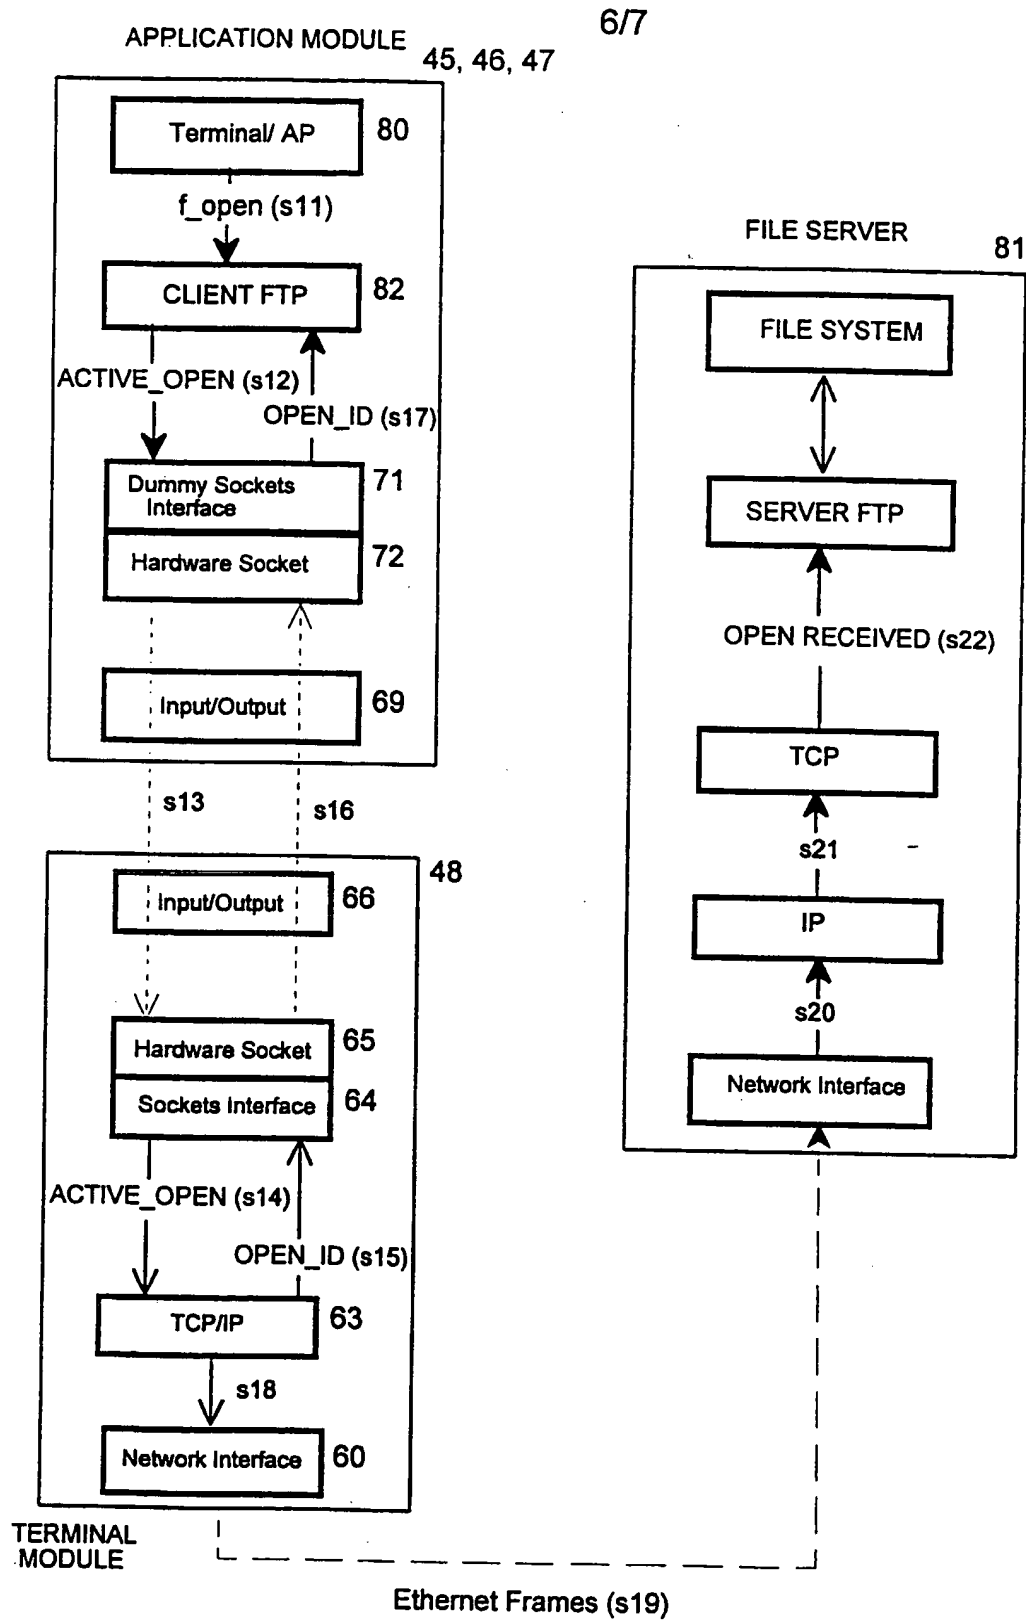 6/7
APPLICATION MODULE
45, 46, 47
Terminal/ AP
80
f_open (s11)
CLIENT FTP
82
ACTIVE_OPEN (s12)
OPEN_ID (s17)
Dummy Sockets
Interface
71
Hardware Socket
72
Input/Output
69
s13
s16
48
Input/Output
66
Hardware Socket
65
Sockets Interface
64
ACTIVE_OPEN (s14)
OPEN_ID (s15)
TCP/IP
63
s18
Network Interface
60
TERMINAL
MODULE
Ethernet Frames (s19)
FILE SERVER
81
FILE SYSTEM
SERVER FTP
OPEN RECEIVED (s22)
TCP
s21
IP
s20
Network Interface